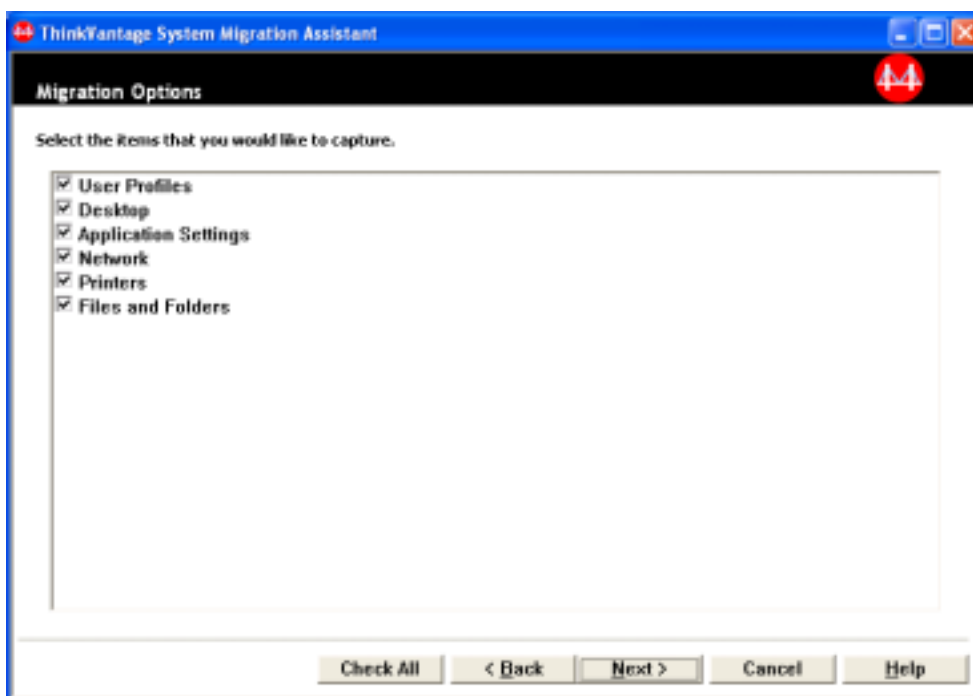 ThinkVantage System Migration Assistant
Migration Options
Select the items that you would like to capture.
User Profiles
Desktop
Application Settings
Network
Printers
Files and Folders
Check All < Back Next > Cancel Help